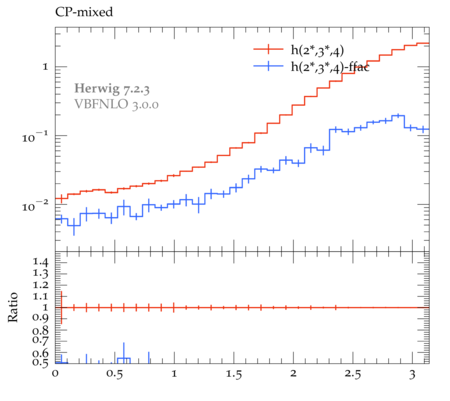 CP-mixed
h(2*,3*,4)
h(2*,3*,4)-ffac
Herwig 7.2.3
VBFNLO 3.0.0
1
10⁻¹
10⁻²
Ratio
1.4
1.3
1.2
1.1
1
0.9
0.8
0.7
0.6
0.5
0 0.5 1 1.5 2 2.5 3